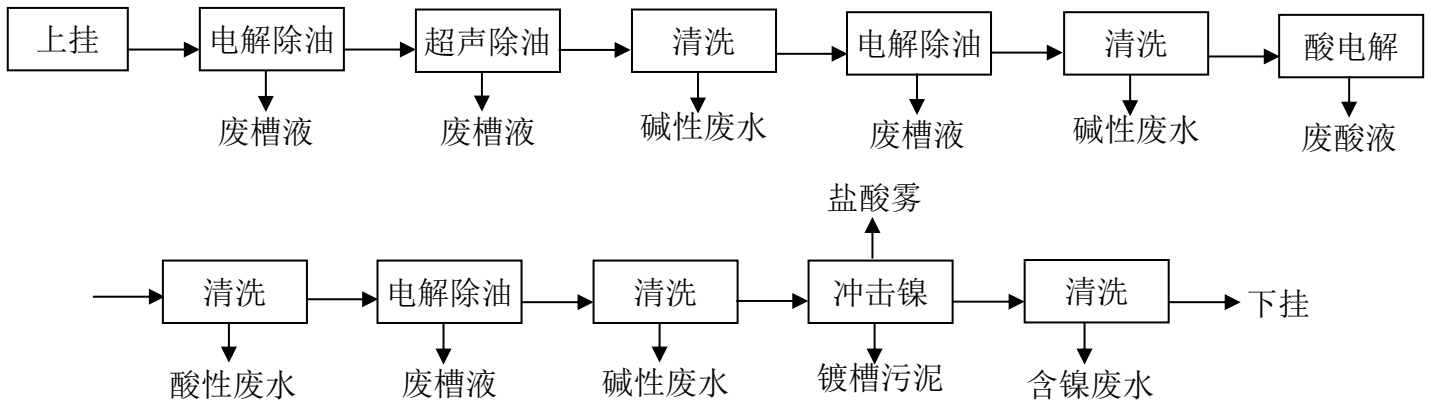 上挂 电解除油 超声除油 清洗 电解除油 清洗 酸电解
废槽液 废槽液 碱性废水 废槽液 碱性废水 废酸液
盐酸雾
清洗 电解除油 清洗 冲击镍 清洗 下挂
酸性废水 废槽液 碱性废水 镀槽污泥 含镍废水